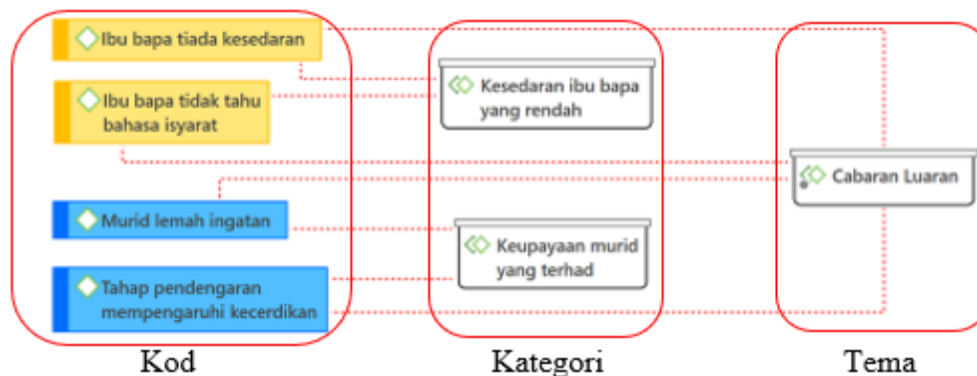 Ibu bapa tiada kesedaran
Ibu bapa tidak tahu
bahasa isyarat
Murid lemah ingatan
Tahap pendengaran
mempengaruhi kecerdikan
Kod
Kesedaran ibu bapa
yang rendah
Keupayaan murid
yang terhad
Kategori
Cabaran Luaran
Tema